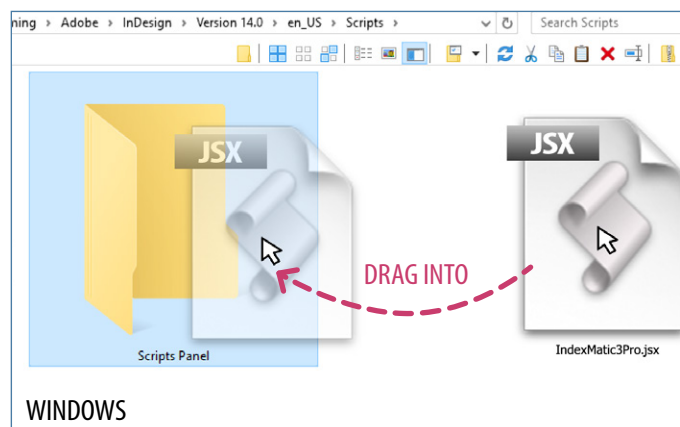 ning > Adobe > InDesign > Version 14.0 > en_US > Scripts >
Search Scripts
JSX
JSX
DRAG INTO
Scripts Panel
IndexMatic3Pro.jsx
WINDOWS